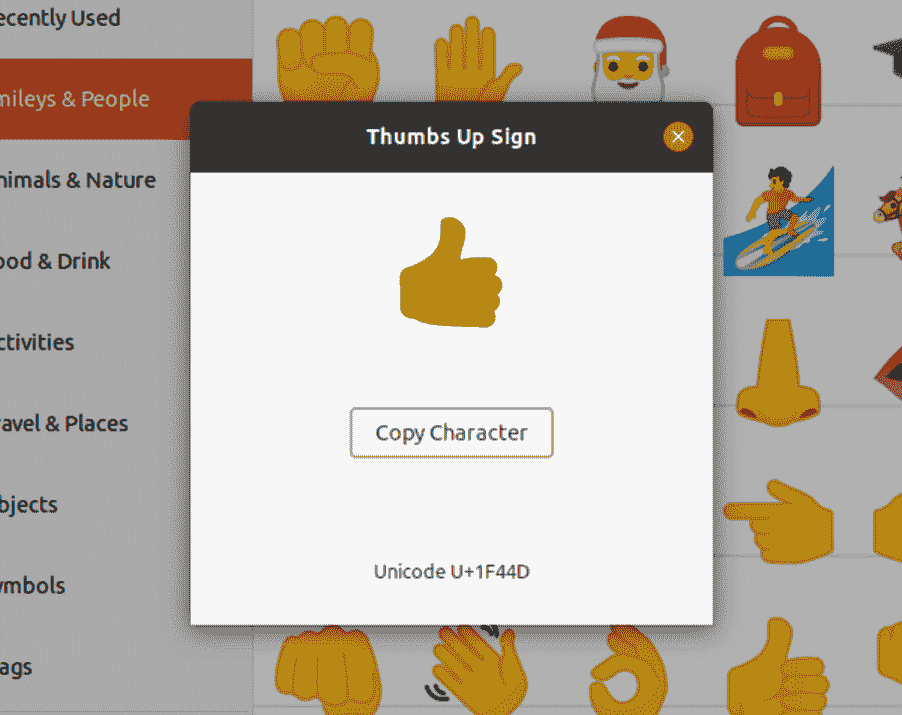 ecently Used
mileys & People
nimals & Nature
ood & Drink
ctivities
ravel & Places
bjects
ymbols
ags
Thumbs Up Sign
Copy Character
Unicode U+1F44D